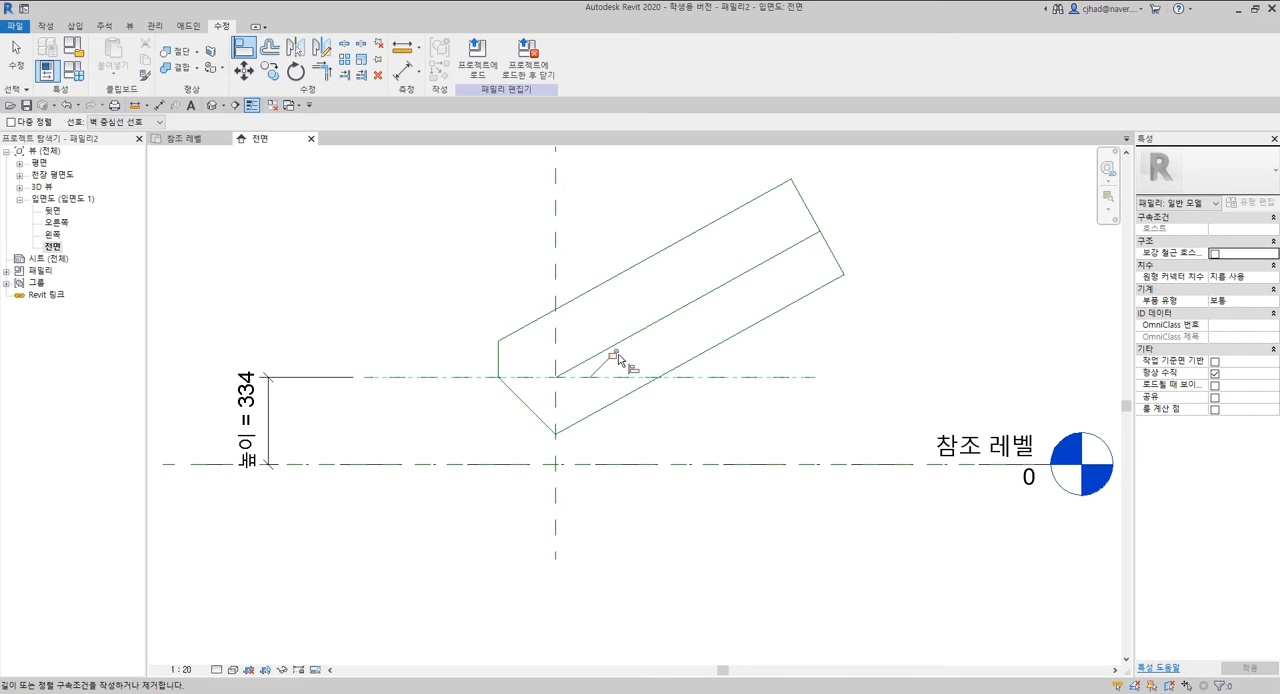 Autodesk Revit 2020 - 학생용 버전 - 패밀리2 - 입면도: 전면
cjhad@naver....
파일 작성 삽입 주석 뷰 관리 애드인 수정
수정
붙여넣기
절단
결합
프로젝트에
로드
프로젝트에
로드한 후 닫기
선택 특성 클립보드 형상 수정 측정 작성 패밀리 편집기
다중 정렬 선호: 벽 중심선 선호
프로젝트 탐색기 - 패밀리2
참조 레벨
전면
특성
뷰 (전체)
평면
천장 평면도
3D 뷰
입면도 (입면도 1)
뒷면
오른쪽
왼쪽
전면
시트 (전체)
패밀리
그룹
Revit 링크
높이 = 334
참조 레벨
0
2D
패밀리: 일반 모델
유형 편집
구속조건
호스트
구조
보강 철근 호스...
치수
원형 커넥터 치수 지름 사용
기계
부품 유형 보통
ID 데이터
OmniClass 번호
OmniClass 제목
기타
작업 기준면 기반
항상 수직
로드될 때 보이...
공유
룸 계산 점
특성 도움말
적용
1 : 20
길이 또는 정렬 구속조건을 작성하거나 제거합니다.
:0